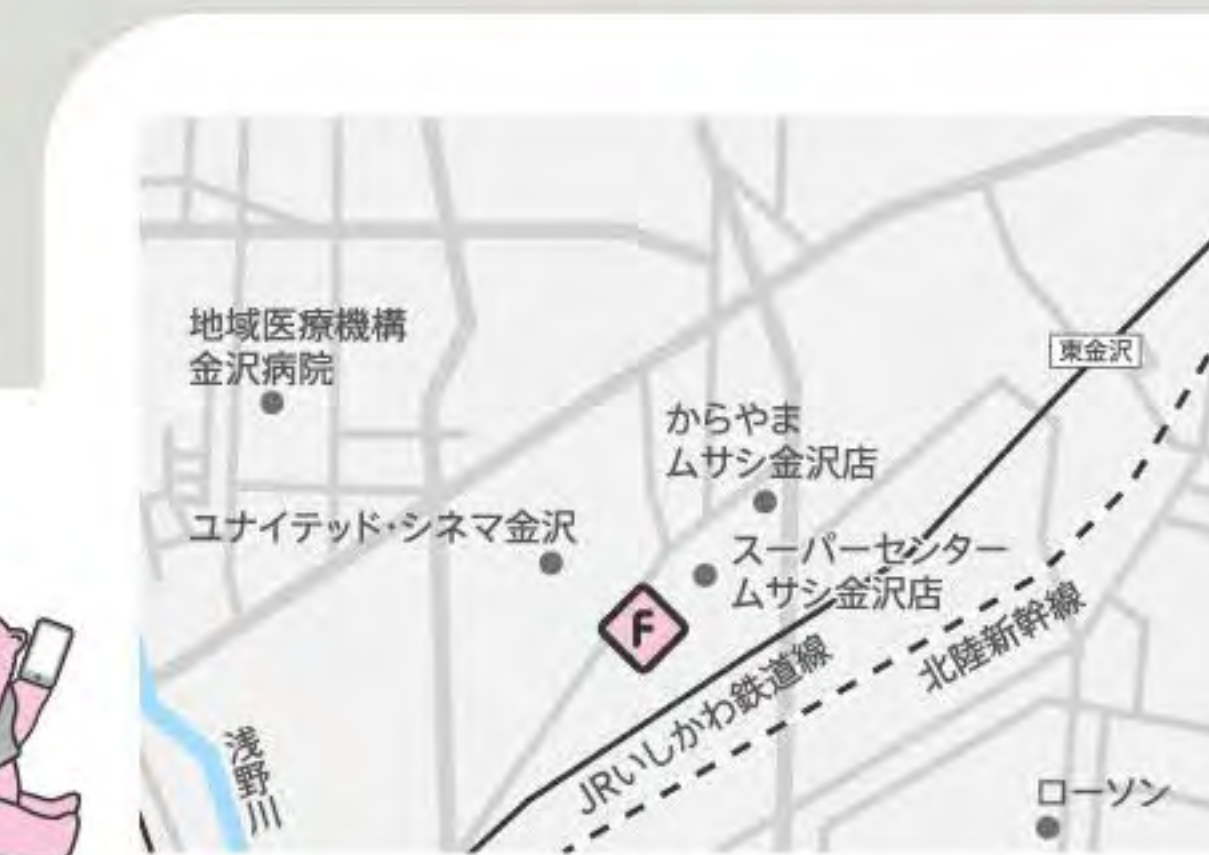 地域医療機構
金沢病院
東金沢
からやま
ムサシ金沢店
ユナイテッド・シネマ金沢
スーパーセンター
ムサシ金沢店
F
JRいしかわ鉄道線
北陸新幹線
浅野川
ローソン